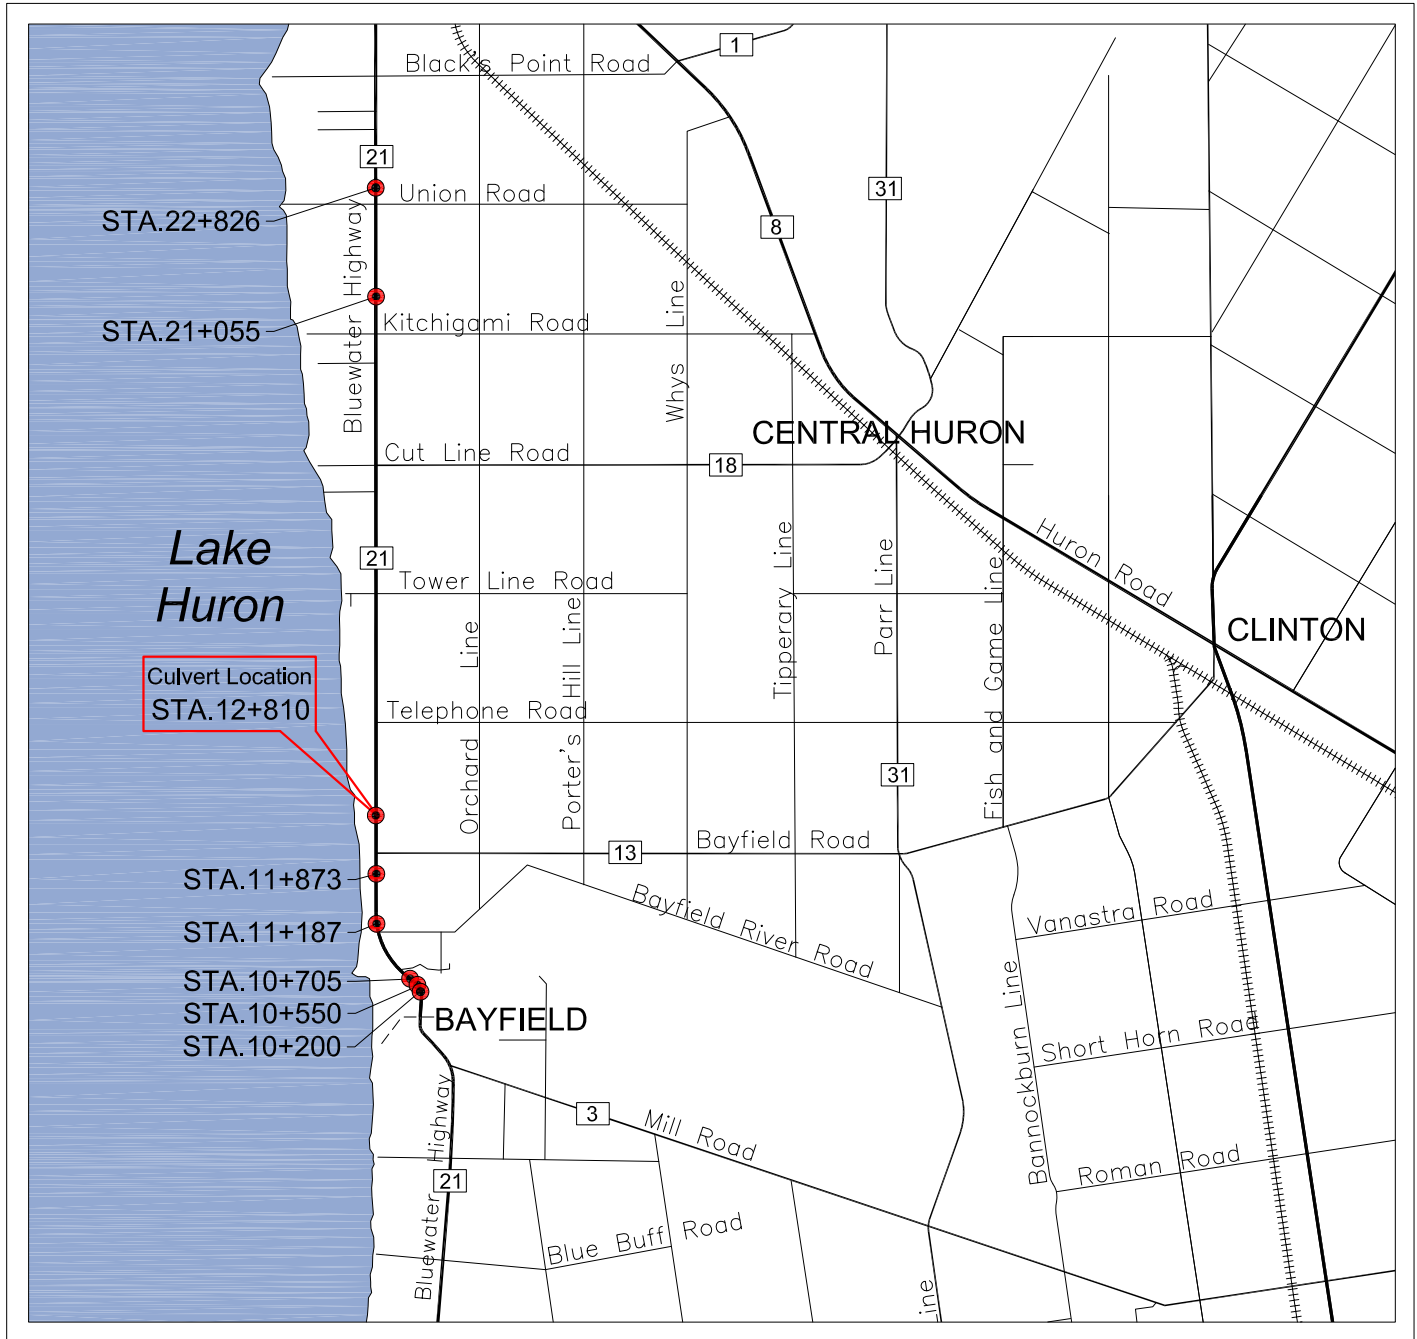 1
Black's Point Road
21
31
Union Road
STA.22+826
8
Bluewater Highway
STA.21+055
Kitchigami Road
Whys Line
CENTRAL HURON
Cut Line Road
18
Lake
Huron
21
Tower Line Road
Huron Road
Tipperary Line
Parr Line
Fish and Game Line
Orchard Line
Porter's Hill Line
CLINTON
Culvert Location
STA.12+810
Telephone Road
31
13
Bayfield Road
STA.11+873
Bayfield River Road
Vanastra Road
STA.11+187
STA.10+705
STA.10+550
STA.10+200
BAYFIELD
Bannockburn Line
Short Horn Road
Bluewater Highway
3
Mill Road
21
Roman Road
Blue Buff Road
ine